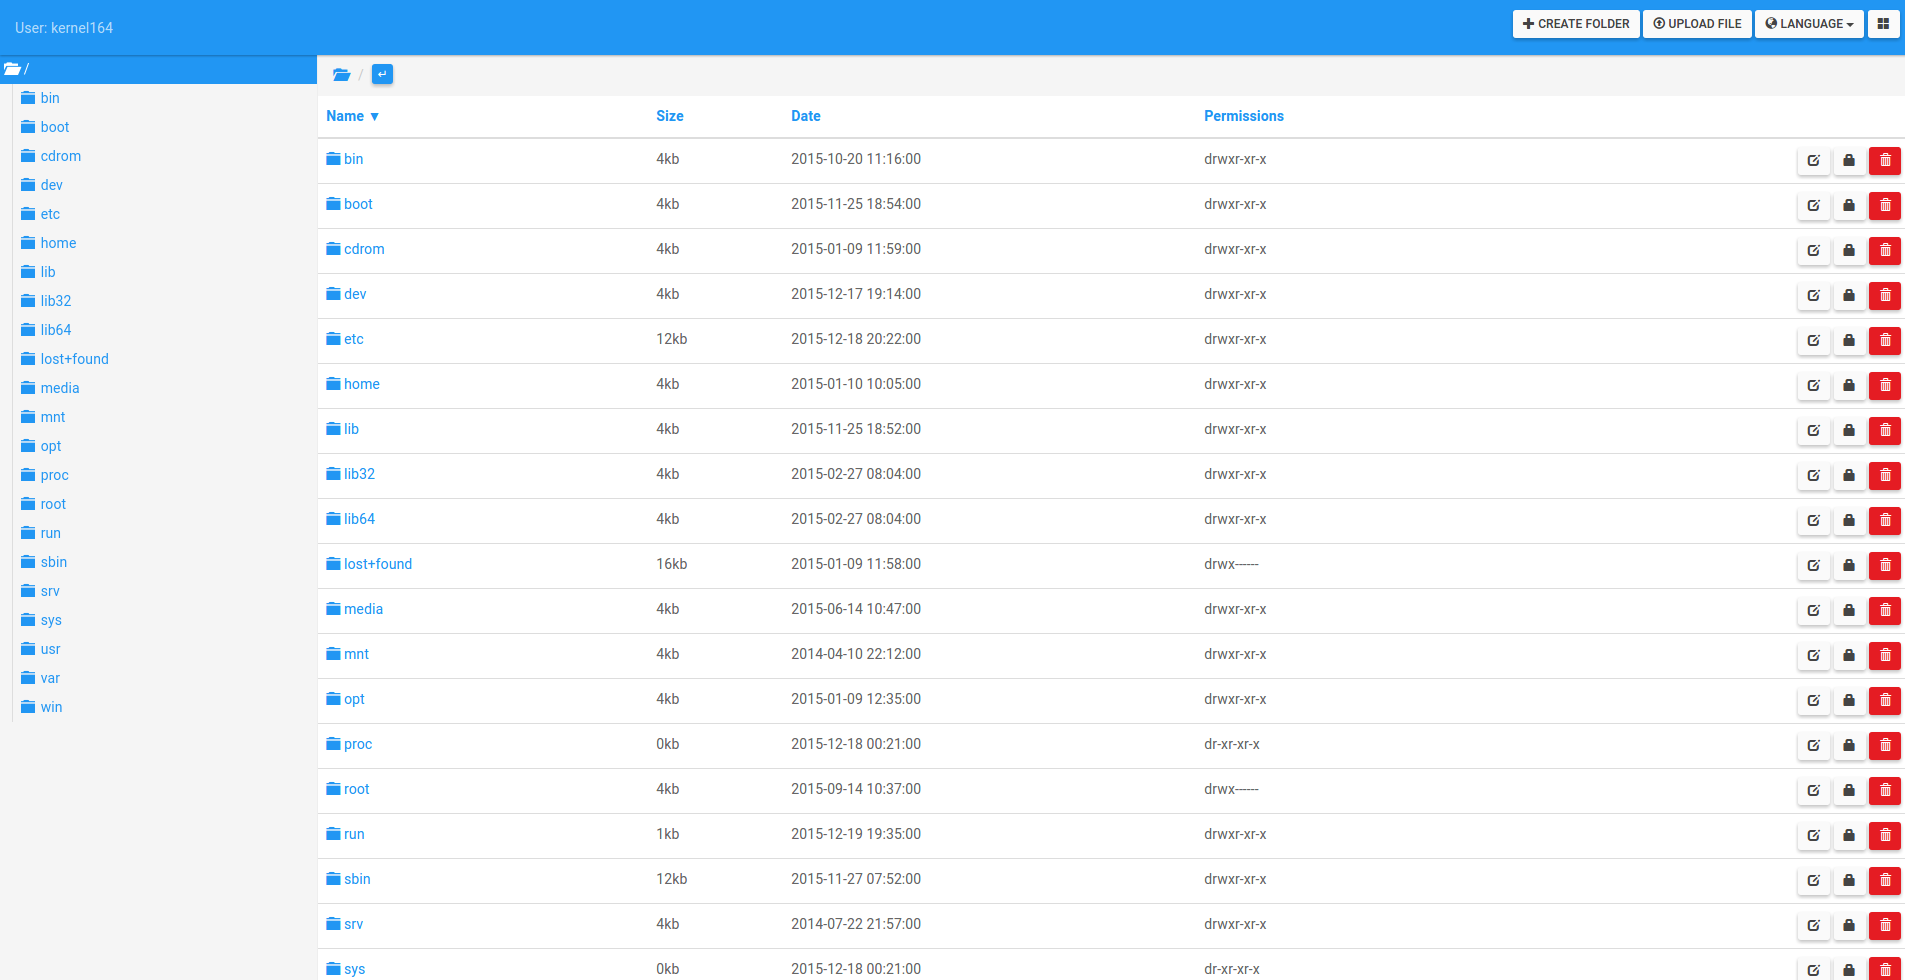 User: kernel164
CREATE FOLDER UPLOAD FILE LANGUAGE
/
bin
boot
cdrom
dev
etc
home
lib
lib32
lib64
lost+found
media
mnt
opt
proc
root
run
sbin
srv
sys
usr
var
win
/
Name ▼ Size Date Permissions
bin 4kb 2015-10-20 11:16:00 drwxr-xr-x
boot 4kb 2015-11-25 18:54:00 drwxr-xr-x
cdrom 4kb 2015-01-09 11:59:00 drwxr-xr-x
dev 4kb 2015-12-17 19:14:00 drwxr-xr-x
etc 12kb 2015-12-18 20:22:00 drwxr-xr-x
home 4kb 2015-01-10 10:05:00 drwxr-xr-x
lib 4kb 2015-11-25 18:52:00 drwxr-xr-x
lib32 4kb 2015-02-27 08:04:00 drwxr-xr-x
lib64 4kb 2015-02-27 08:04:00 drwxr-xr-x
lost+found 16kb 2015-01-09 11:58:00 drwx------
media 4kb 2015-06-14 10:47:00 drwxr-xr-x
mnt 4kb 2014-04-10 22:12:00 drwxr-xr-x
opt 4kb 2015-01-09 12:35:00 drwxr-xr-x
proc 0kb 2015-12-18 00:21:00 dr-xr-xr-x
root 4kb 2015-09-14 10:37:00 drwx------
run 1kb 2015-12-19 19:35:00 drwxr-xr-x
sbin 12kb 2015-11-27 07:52:00 drwxr-xr-x
srv 4kb 2014-07-22 21:57:00 drwxr-xr-x
sys 0kb 2015-12-18 00:21:00 dr-xr-xr-x